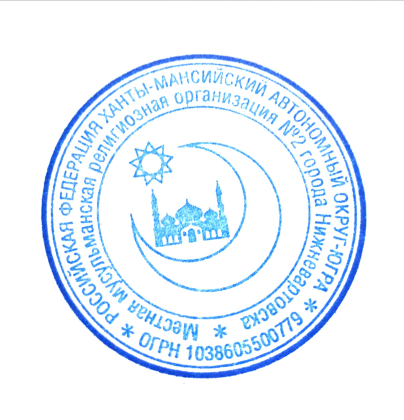 РОССИЙСКАЯ ФЕДЕРАЦИЯ ХАНТЫ-МАНСИЙСКИЙ АВТОНОМНЫЙ ОКРУГ-ЮГРА
* ОГРН 1038605500779 *
Местная мусульманская религиозная организация №2 города Нижневартовска *